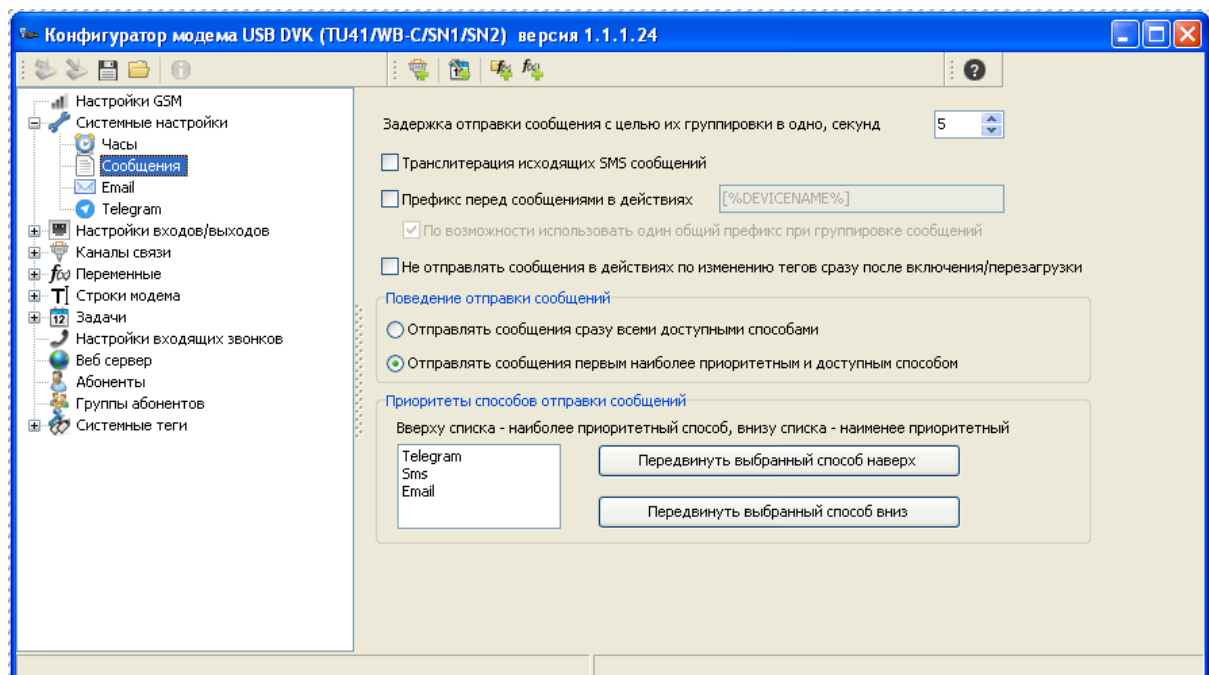 Конфигуратор модема USB DVK (TU41/WB-C/SN1/SN2) версия 1.1.1.24
Настройки GSM
Системные настройки
Часы
Сообщения
Email
Telegram
Настройки входов/выходов
Каналы связи
f(x) Переменные
Строки модема
12 Задачи
Настройки входящих звонков
Веб сервер
Абоненты
Группы абонентов
Системные теги
Задержка отправки сообщения с целью их группировки в одно, секунд 5
Транслитерация исходящих SMS сообщений
Префикс перед сообщениями в действиях [%DEVICENAME%]
По возможности использовать один общий префикс при группировке сообщений
Не отправлять сообщения в действиях по изменению тегов сразу после включения/перезагрузки
Поведение отправки сообщений
Отправлять сообщения сразу всеми доступными способами
Отправлять сообщения первым наиболее приоритетным и доступным способом
Приоритеты способов отправки сообщений
Вверху списка - наиболее приоритетный способ, внизу списка - наименее приоритетный
Telegram
Sms
Email
Передвинуть выбранный способ наверх
Передвинуть выбранный способ вниз